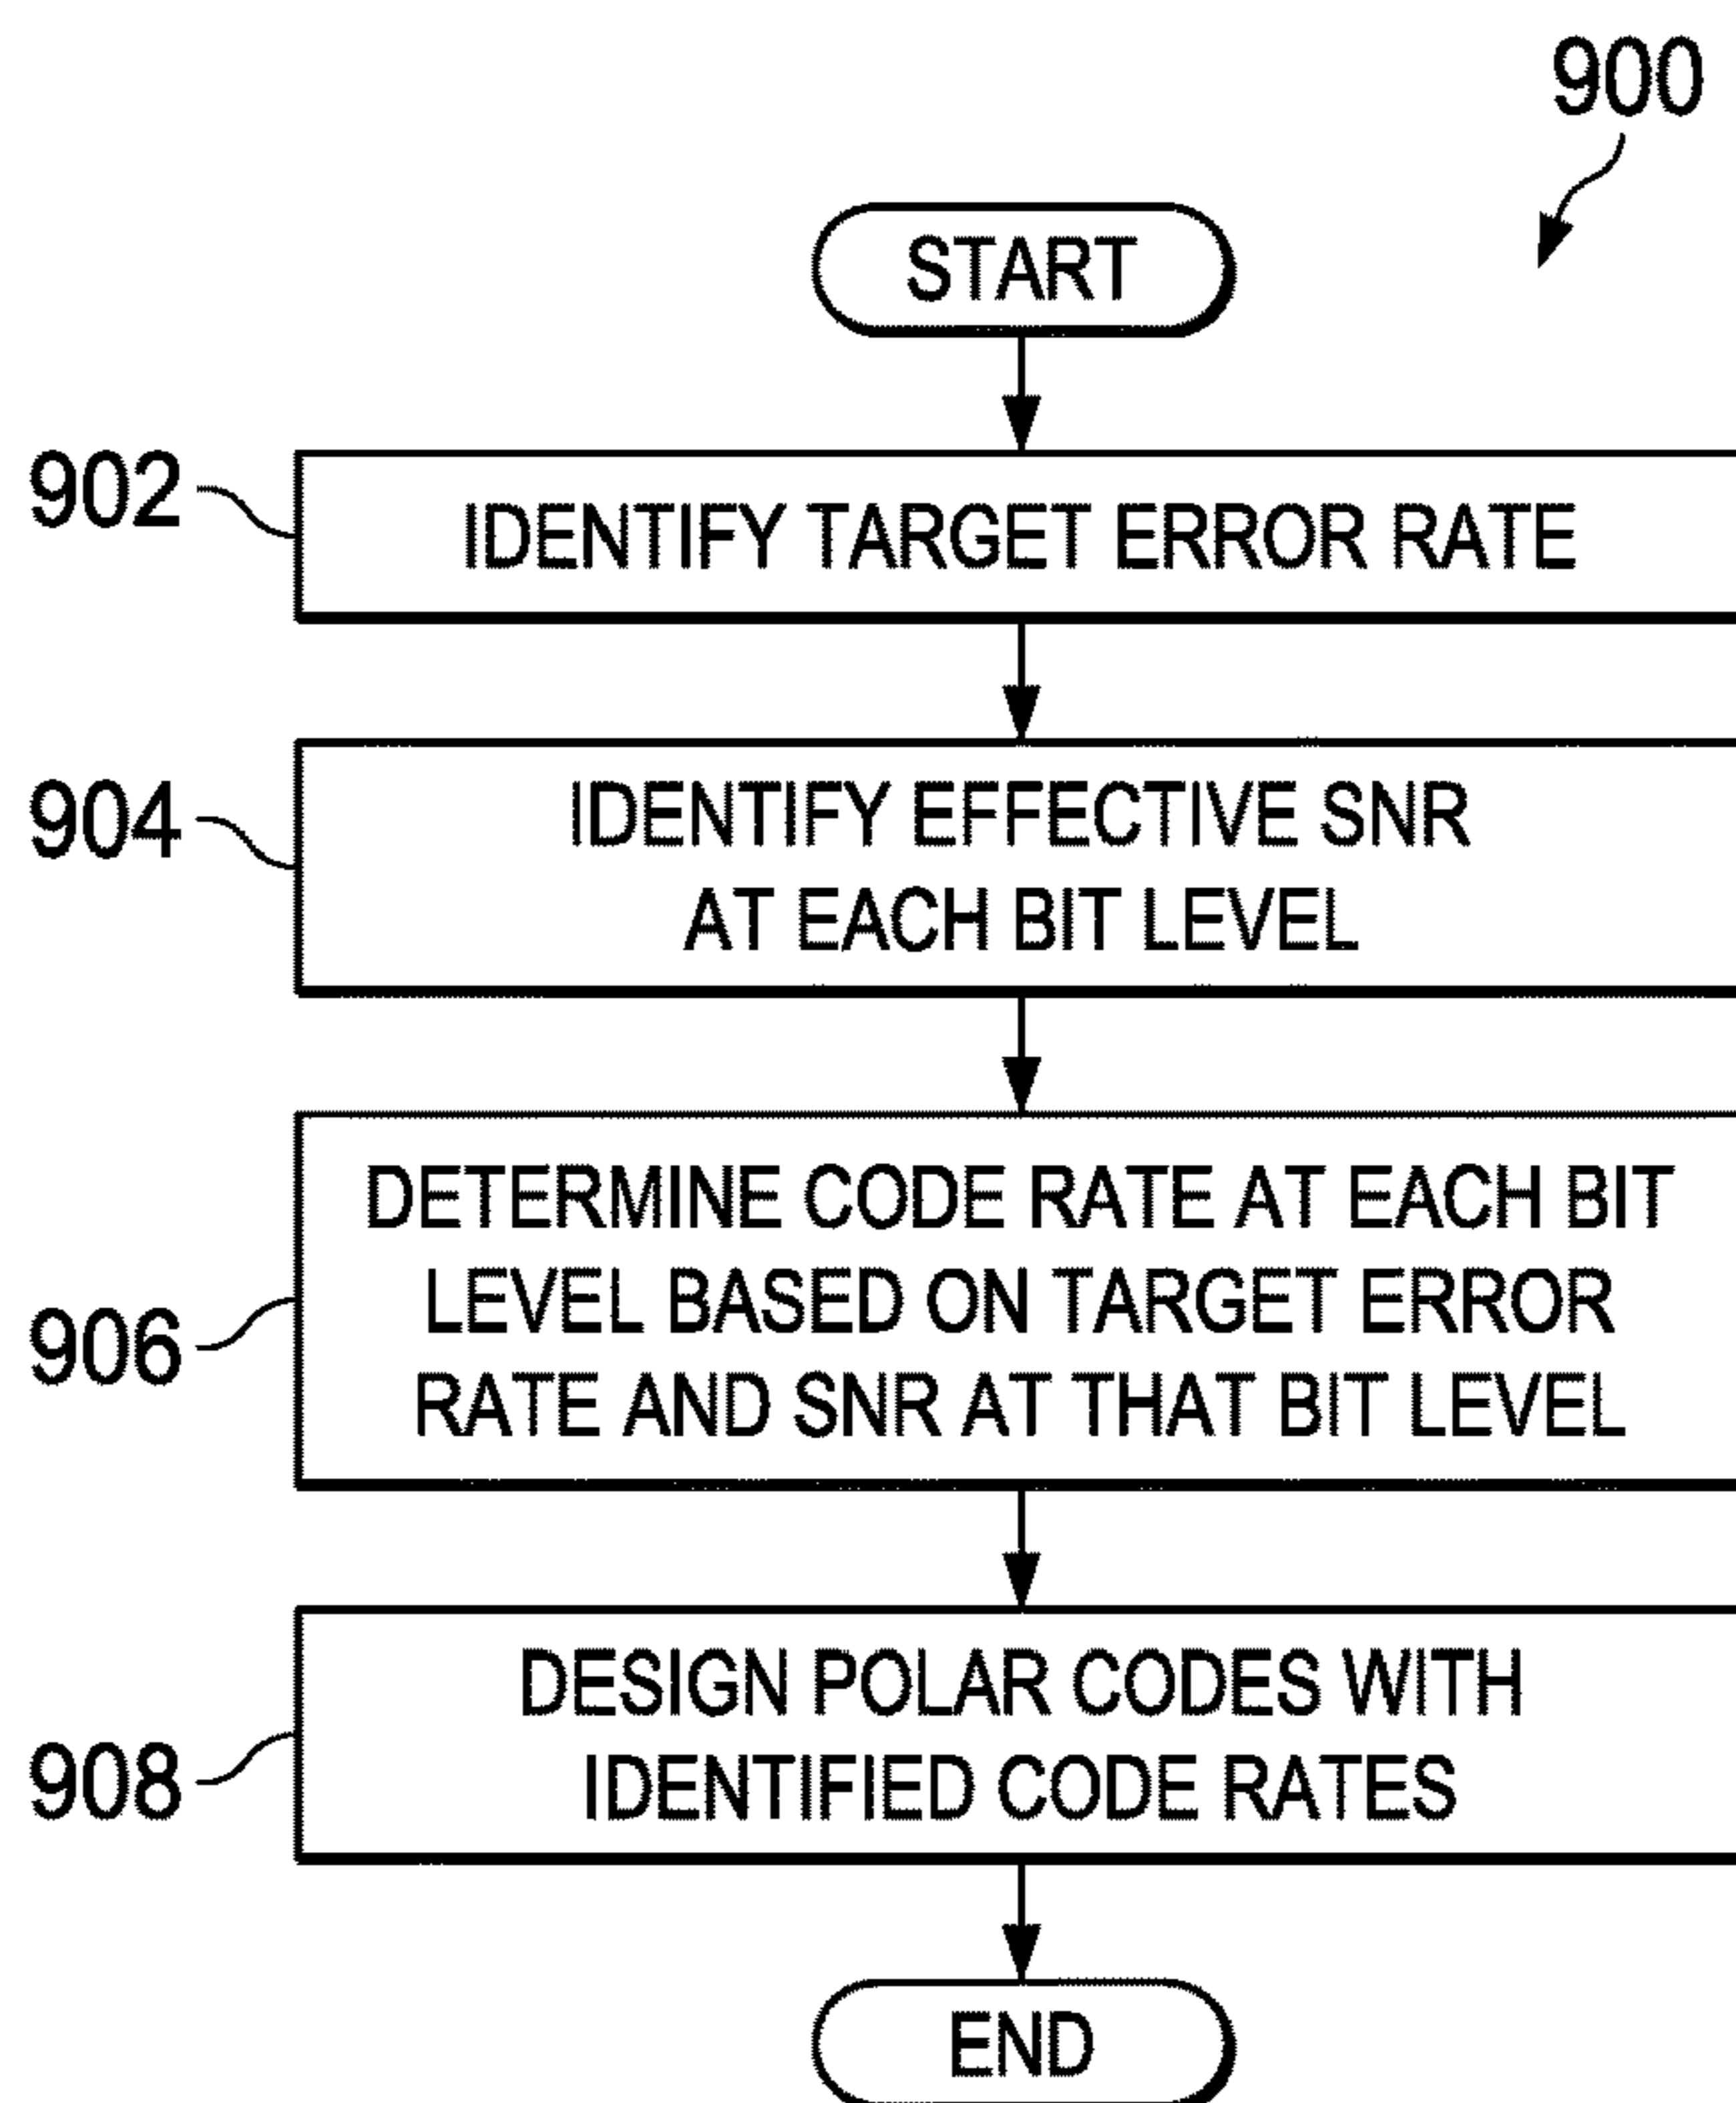 900
START
902
IDENTIFY TARGET ERROR RATE
904
IDENTIFY EFFECTIVE SNR
AT EACH BIT LEVEL
906
DETERMINE CODE RATE AT EACH BIT
LEVEL BASED ON TARGET ERROR
RATE AND SNR AT THAT BIT LEVEL
908
DESIGN POLAR CODES WITH
IDENTIFIED CODE RATES
END